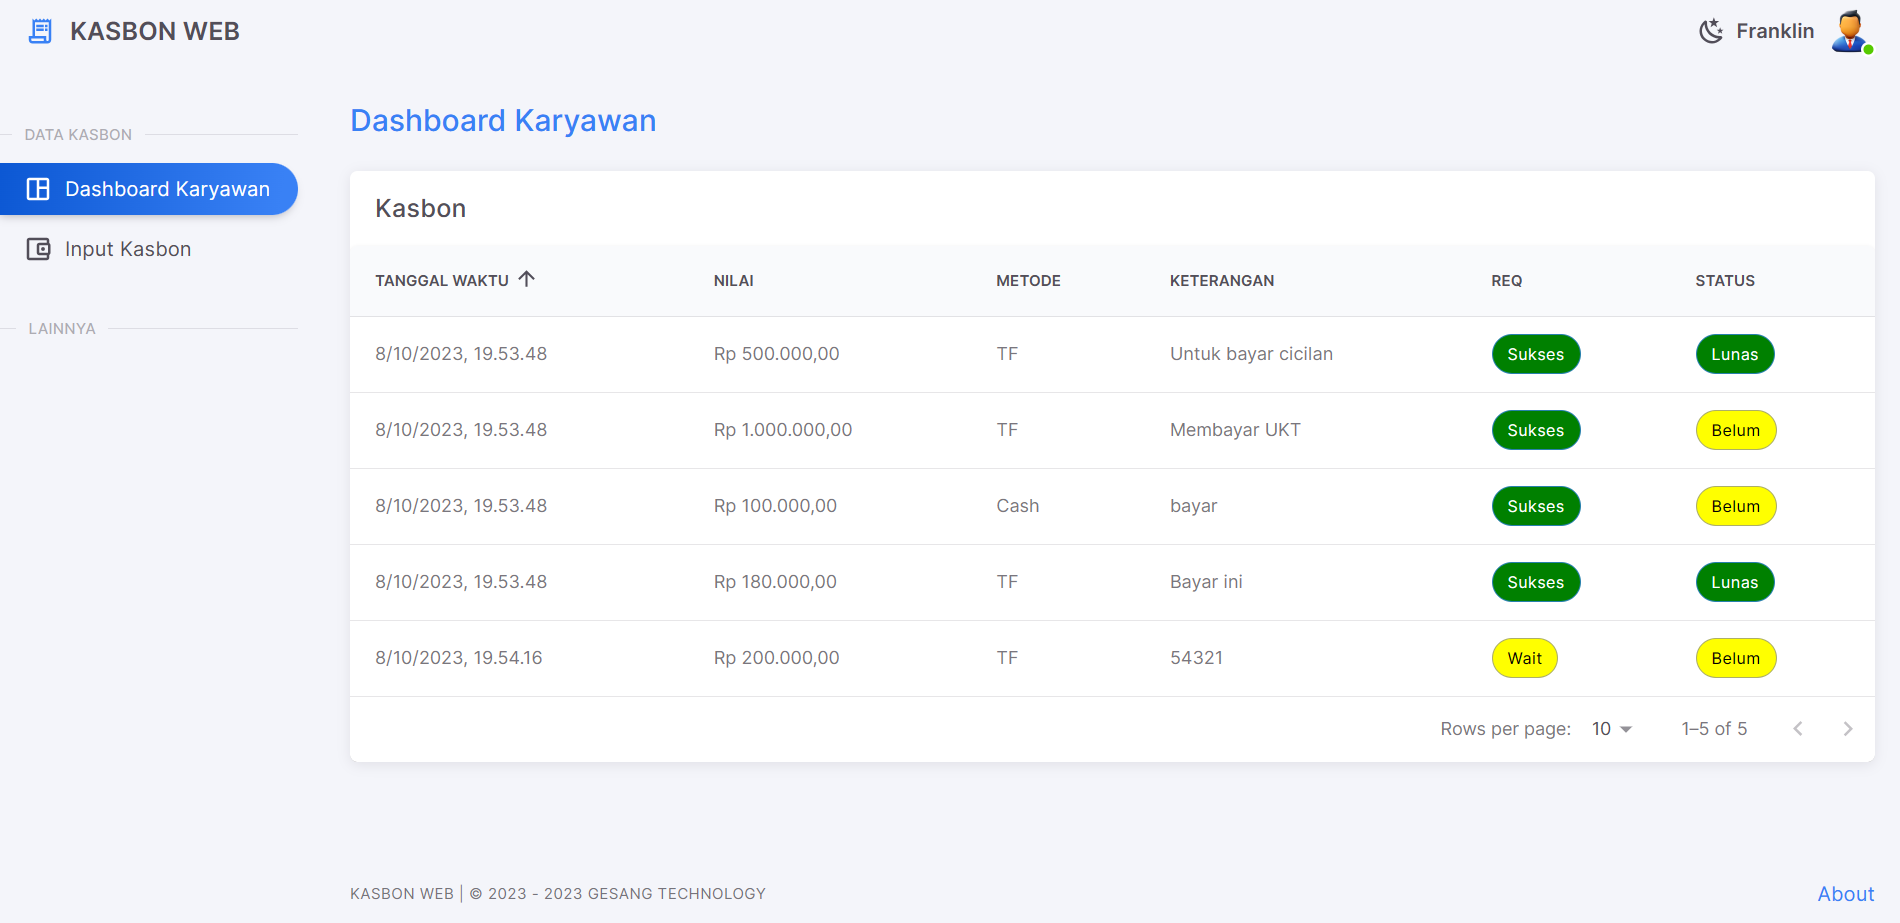 KASBON WEB
Franklin
DATA KASBON
Dashboard Karyawan
Input Kasbon
LAINNYA
Dashboard Karyawan
Kasbon
TANGGAL WAKTU NILAI METODE KETERANGAN REQ STATUS
8/10/2023, 19.53.48 Rp 500.000,00 TF Untuk bayar cicilan Sukses Lunas
8/10/2023, 19.53.48 Rp 1.000.000,00 TF Membayar UKT Sukses Belum
8/10/2023, 19.53.48 Rp 100.000,00 Cash bayar Sukses Belum
8/10/2023, 19.53.48 Rp 180.000,00 TF Bayar ini Sukses Lunas
8/10/2023, 19.54.16 Rp 200.000,00 TF 54321 Wait Belum
Rows per page: 10 1–5 of 5
KASBON WEB | © 2023 - 2023 GESANG TECHNOLOGY
About